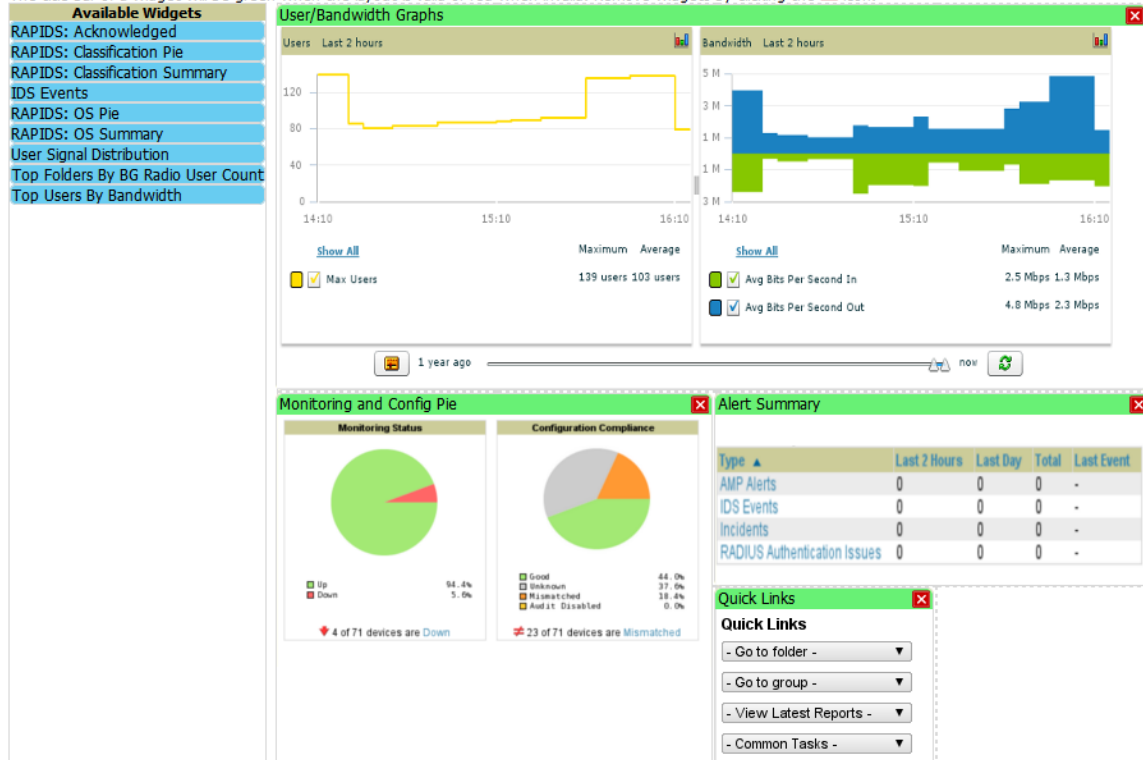 Available Widgets
RAPIDS: Acknowledged
RAPIDS: Classification Pie
RAPIDS: Classification Summary
IDS Events
RAPIDS: OS Pie
RAPIDS: OS Summary
User Signal Distribution
Top Folders By BG Radio User Count
Top Users By Bandwidth
User/Bandwidth Graphs
Users Last 2 hours
120
80
40
0
14:10 15:10 16:10
Show All Maximum Average
Max Users 139 users 103 users
Bandwidth Last 2 hours
5 M
3 M
1 M
1 M
3 M
14:10 15:10 16:10
Show All Maximum Average
Avg Bits Per Second In 2.5 Mbps 1.3 Mbps
Avg Bits Per Second Out 4.8 Mbps 2.3 Mbps
1 year ago now
Monitoring and Config Pie
Monitoring Status
Up 94.4%
Down 5.6%
4 of 71 devices are Down
Configuration Compliance
Good 44.0%
Unknown 37.6%
Mismatched 18.4%
Audit Disabled 0.0%
23 of 71 devices are Mismatched
Alert Summary
Type ▲ Last 2 Hours Last Day Total Last Event
AMP Alerts 0 0 0 -
IDS Events 0 0 0 -
Incidents 0 0 0 -
RADIUS Authentication Issues 0 0 0 -
Quick Links
Quick Links
- Go to folder -
- Go to group -
- View Latest Reports -
- Common Tasks -